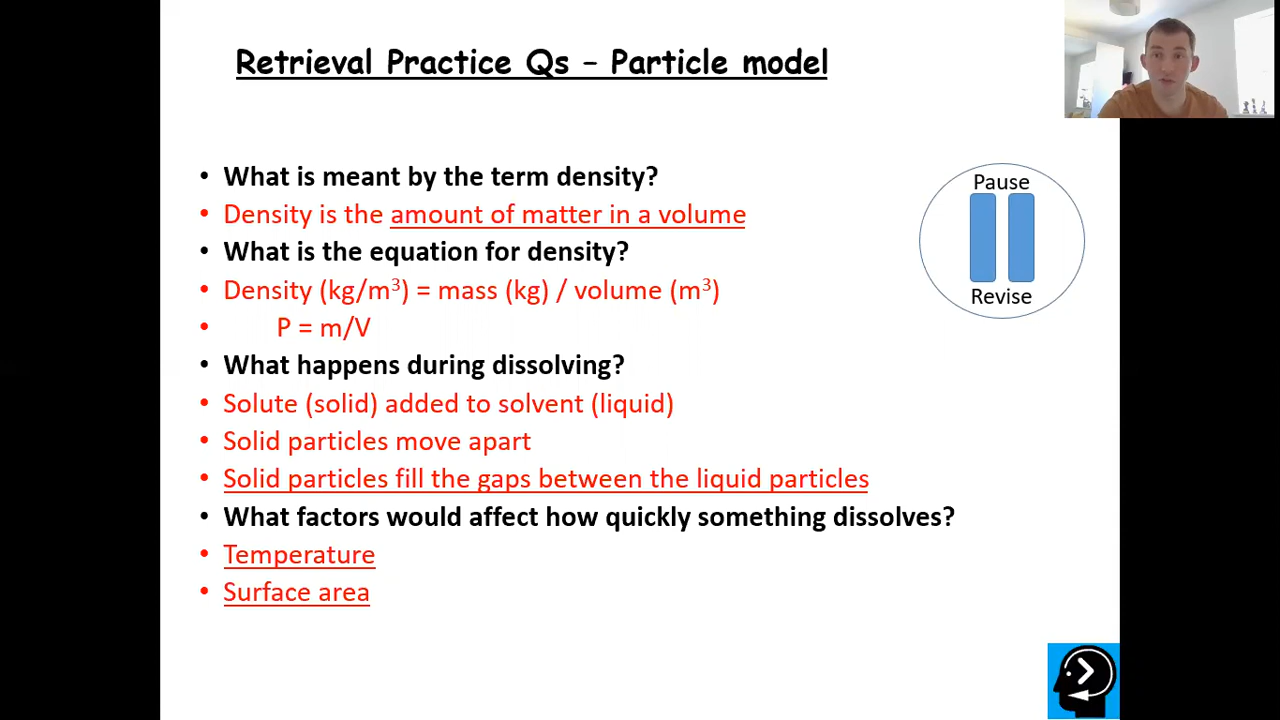 Retrieval Practice Qs – Particle model
• What is meant by the term density?
• Density is the amount of matter in a volume
• What is the equation for density?
• Density (kg/m³) = mass (kg) / volume (m³)
• P = m/V
• What happens during dissolving?
• Solute (solid) added to solvent (liquid)
• Solid particles move apart
• Solid particles fill the gaps between the liquid particles
• What factors would affect how quickly something dissolves?
• Temperature
• Surface area
Pause
Revise